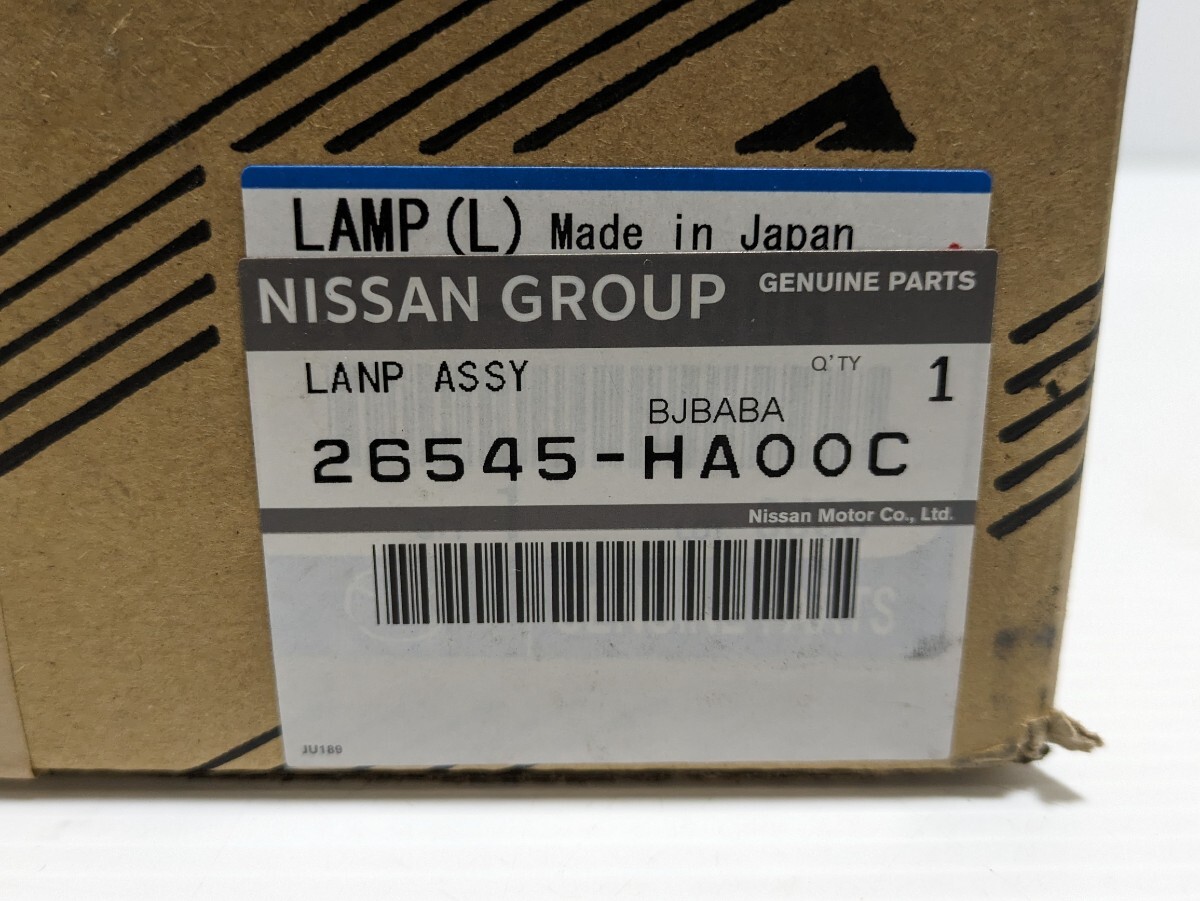 LAMP(L) Made in Japan
NISSAN GROUP GENUINE PARTS
LANP ASSY Q'TY 1
BJBABA
26545-HA00C
Nissan Motor Co., Ltd.
JU189